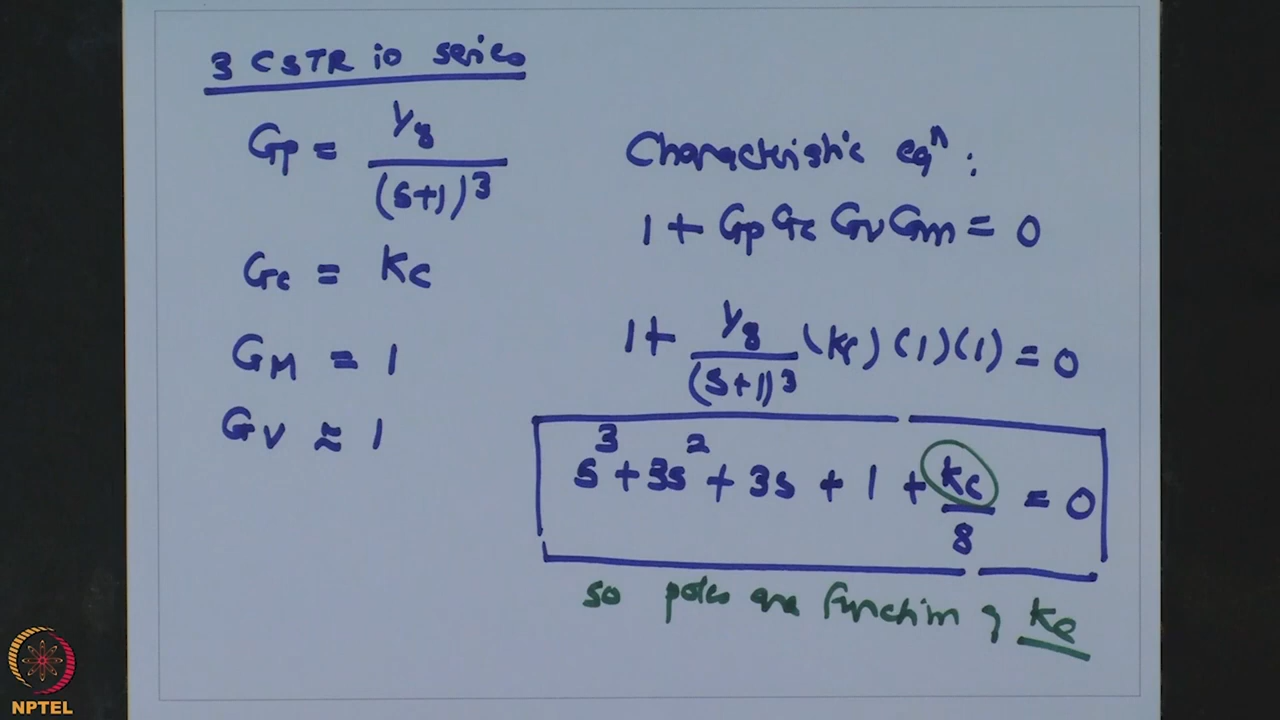 3 CSTR in series
Gp = 1/8 / (s+1)^3
Gc = Kc
GM = 1
Gv ≈ 1
Characteristic eqⁿ :
1 + Gp Gc Gv Gm = 0
1 + 1/8 / (s+1)^3 (Kc) (1) (1) = 0
s^3 + 3s^2 + 3s + 1 + Kc / 8 = 0
so poles are function of Kc
NPTEL